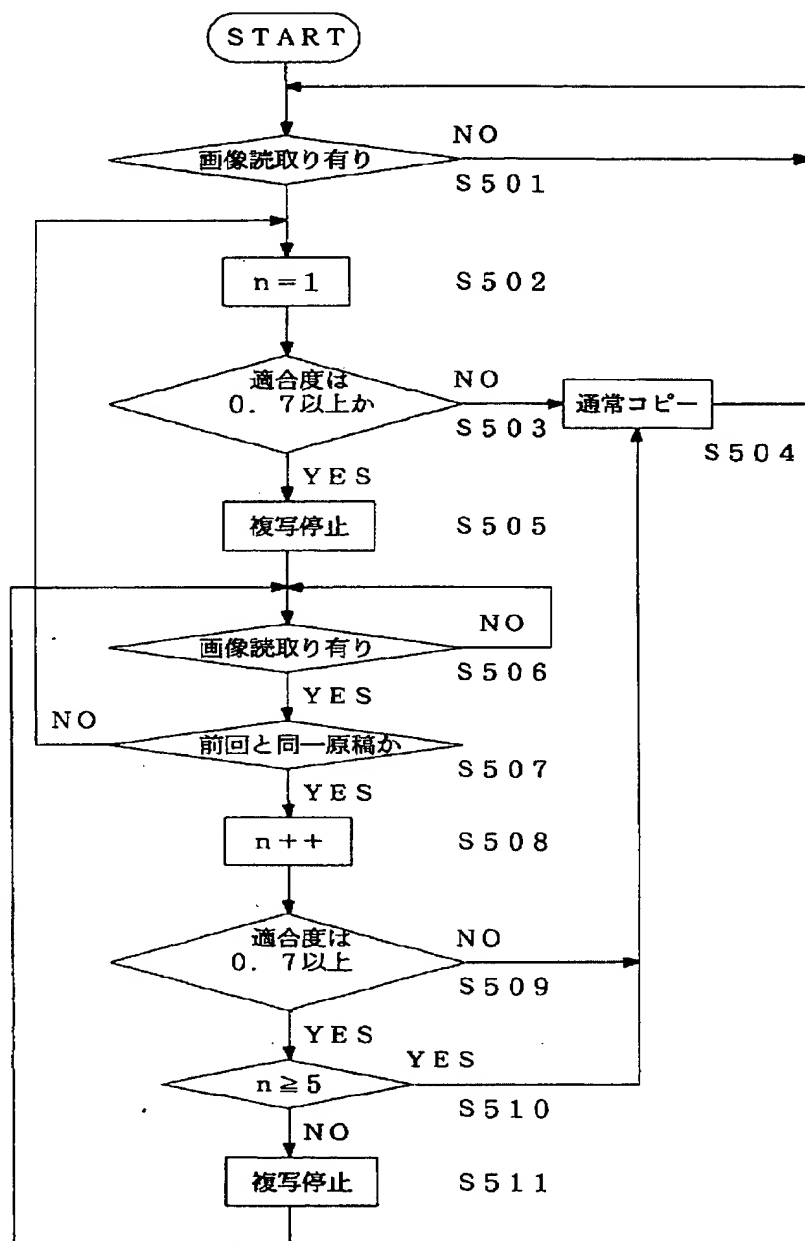 START
NO
画像読取り有り
S501
n=1
S502
適合度は
0.7以上か
NO
S503
通常コピー
S504
YES
複写停止
S505
画像読取り有り
NO
S506
YES
NO
前回と同一原稿か
S507
YES
n++
S508
適合度は
0.7以上
NO
S509
YES
YES
n≧5
S510
NO
複写停止
S511